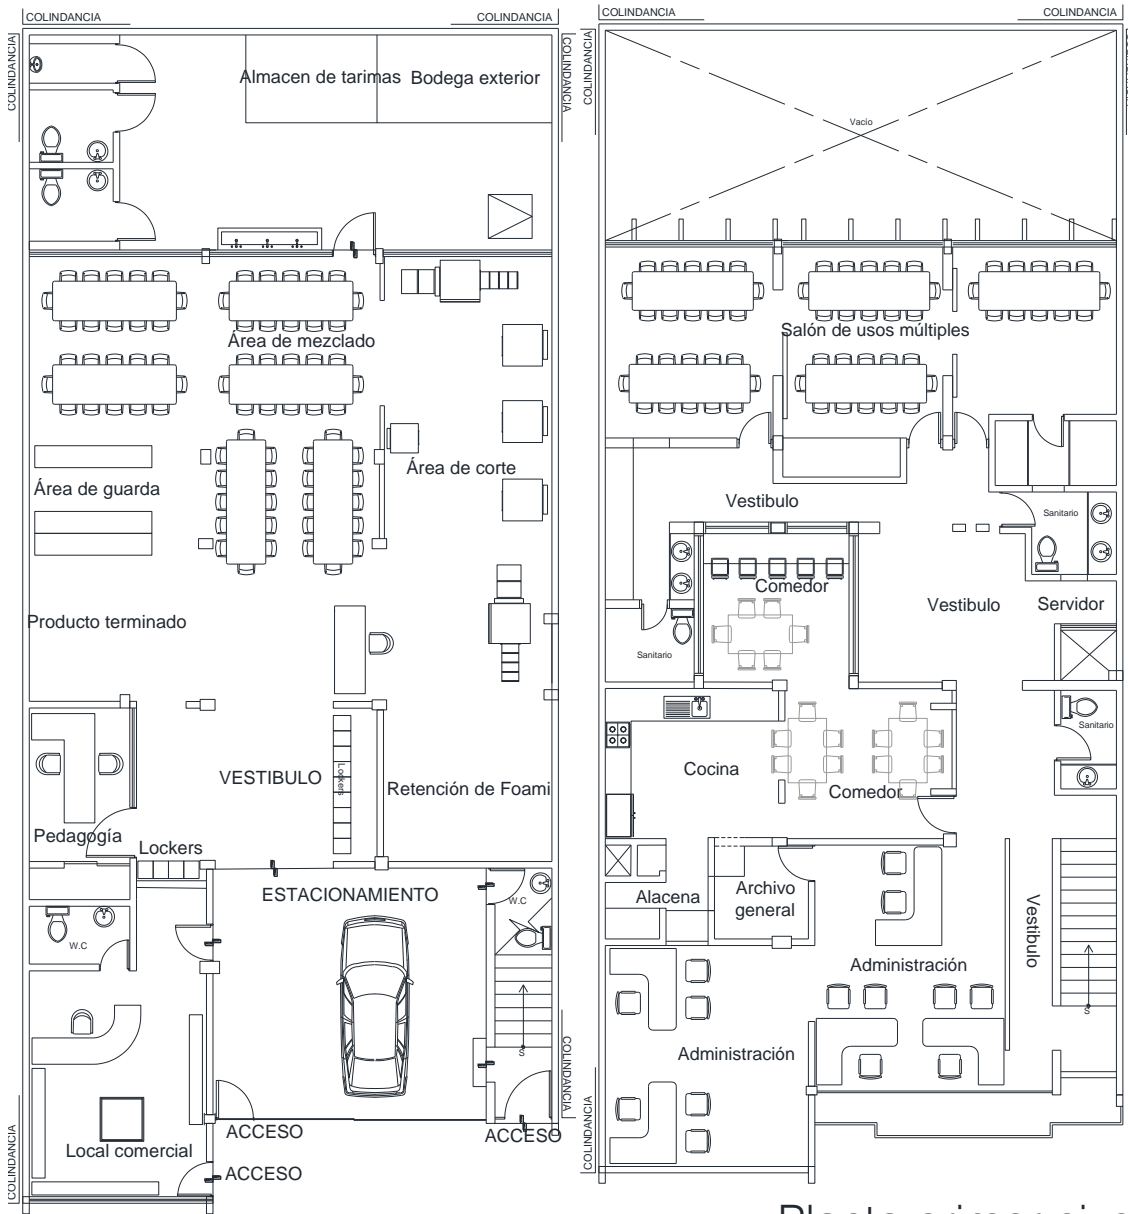 COLINDANCIA
COLINDANCIA
COLINDANCIA
COLINDANCIA
COLINDANCIA
COLINDANCIA
COLINDANCIA
Almacen de tarimas
Bodega exterior
Vacío
Área de mezclado
Salón de usos múltiples
Área de corte
Área de guarda
Vestibulo
Sanitario
Comedor
Vestibulo
Servidor
Producto terminado
Sanitario
Sanitario
VESTIBULO
Lockers
Retención de Foami
Cocina
Comedor
Pedagogía
Lockers
ESTACIONAMIENTO
W.C
Alacena
Archivo
general
Vestibulo
W.C
Administración
S
S
Administración
COLINDANCIA
COLINDANCIA
COLINDANCIA
ACCESO
ACCESO
Local comercial
ACCESO